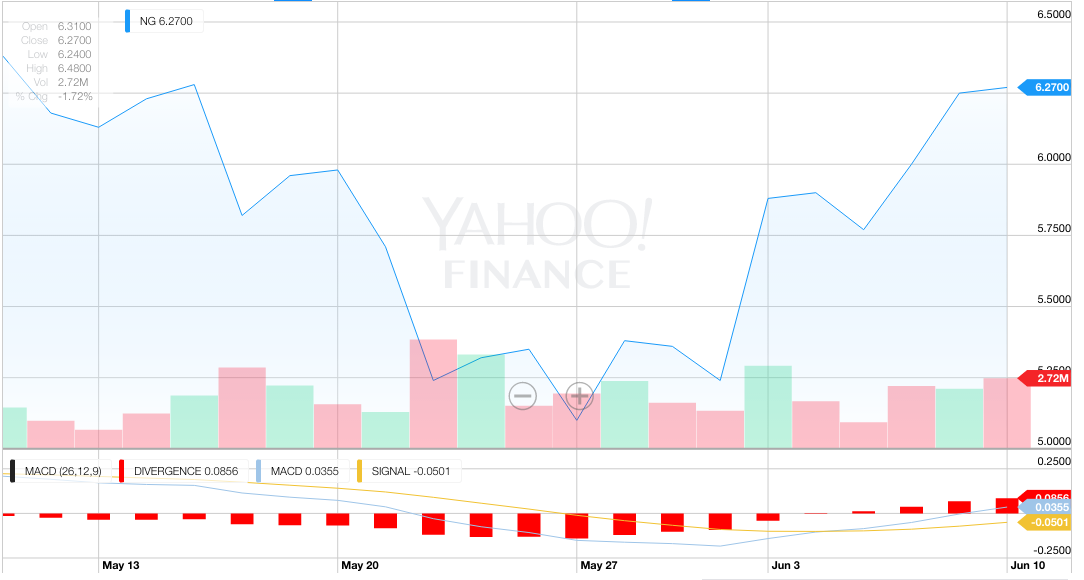 6.5000
NG 6.2700
Open 6.3100
Close 6.2700
Low 6.2400
High 6.4800
Vol 2.72M
% Chg -1.72%
6.2700
6.0000
5.7500
YAHOO!
FINANCE
5.5000
5.2500
2.72M
5.0000
0.2500
MACD (26,12,9) DIVERGENCE 0.0856 MACD 0.0355 SIGNAL -0.0501
0.0856
0.0355
-0.0501
-0.2500
May 13 May 20 May 27 Jun 3 Jun 10